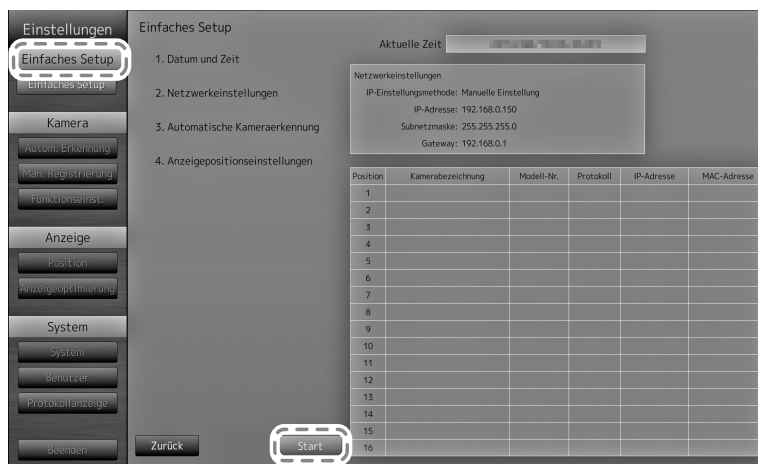 Einstellungen
Einfaches Setup
Einfaches Setup
Kamera
Autom. Erkennung
Man. Registrierung
Funktionseinst.
Anzeige
Position
Anzeigeoptimierung
System
System
Benutzer
Protokollanzeige
Beenden
Einfaches Setup
1. Datum und Zeit
2. Netzwerkeinstellungen
3. Automatische Kameraerkennung
4. Anzeigepositionseinstellungen
Zurück
Start
Aktuelle Zeit
Netzwerkeinstellungen
IP-Einstellungsmethode: Manuelle Einstellung
IP-Adresse: 192.168.0.150
Subnetzmaske: 255.255.255.0
Gateway: 192.168.0.1
Position Kamerabezeichnung Modell-Nr. Protokoll IP-Adresse MAC-Adresse
1
2
3
4
5
6
7
8
9
10
11
12
13
14
15
16